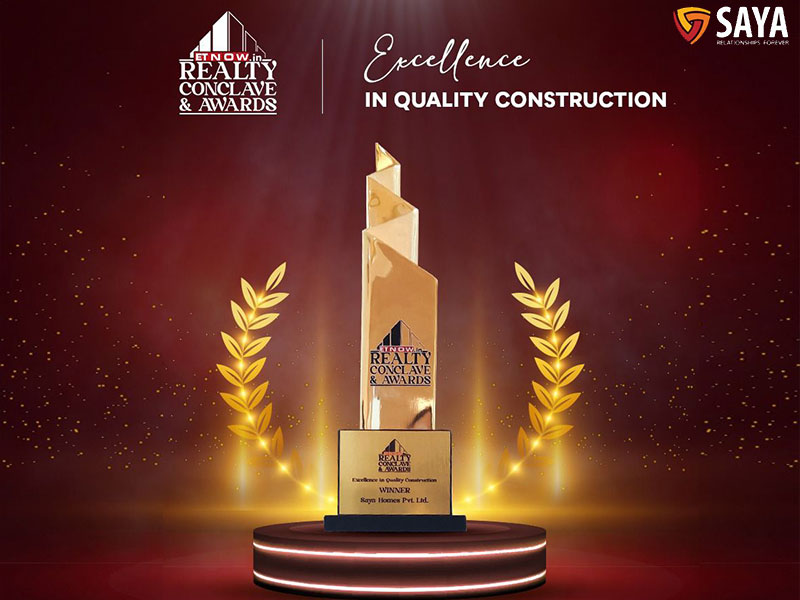 SAYA
RELATIONSHIPS FOREVER
ET NOW.in
REALTY
CONCLAVE
& AWARDS
Excellence
IN QUALITY CONSTRUCTION
ET NOW.in
REALTY
CONCLAVE
& AWARDS
REALTY
CONCLAVE
& AWARDS
Excellence in Quality Construction
WINNER
Saya Homes Pvt. Ltd.